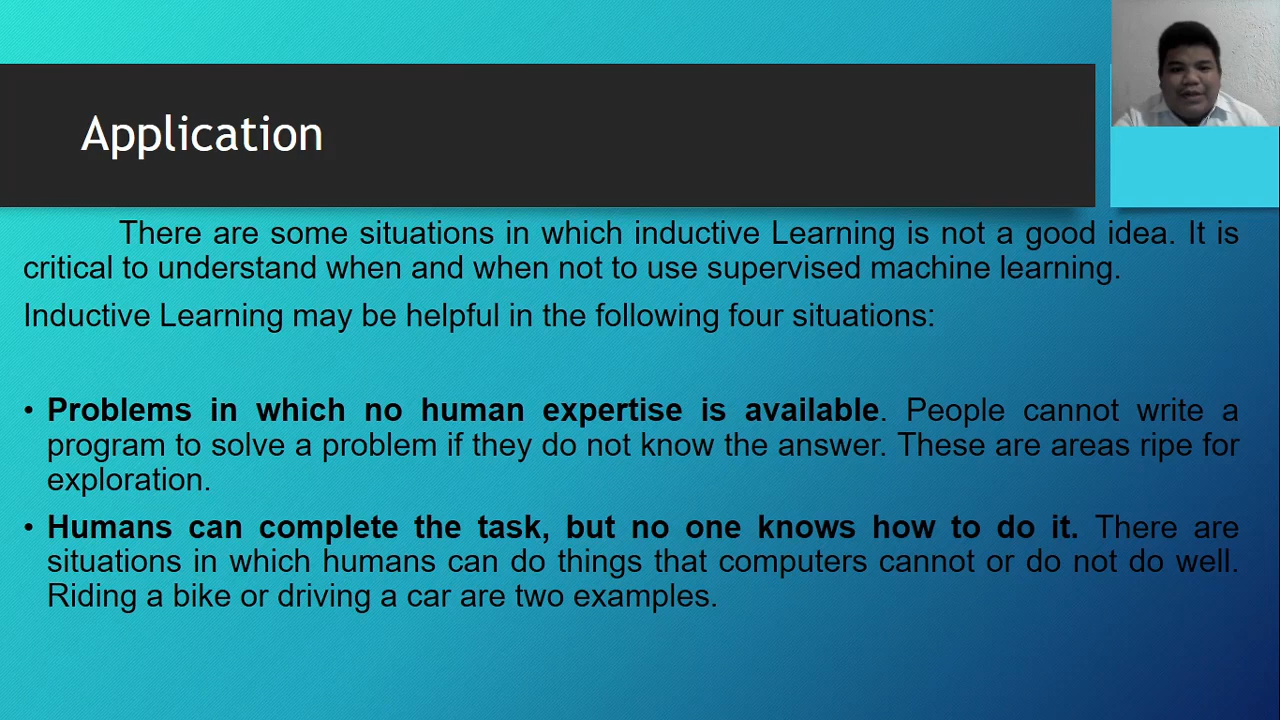 Application
There are some situations in which inductive Learning is not a good idea. It is
critical to understand when and when not to use supervised machine learning.
Inductive Learning may be helpful in the following four situations:
• Problems in which no human expertise is available. People cannot write a
program to solve a problem if they do not know the answer. These are areas ripe for
exploration.
• Humans can complete the task, but no one knows how to do it. There are
situations in which humans can do things that computers cannot or do not do well.
Riding a bike or driving a car are two examples.